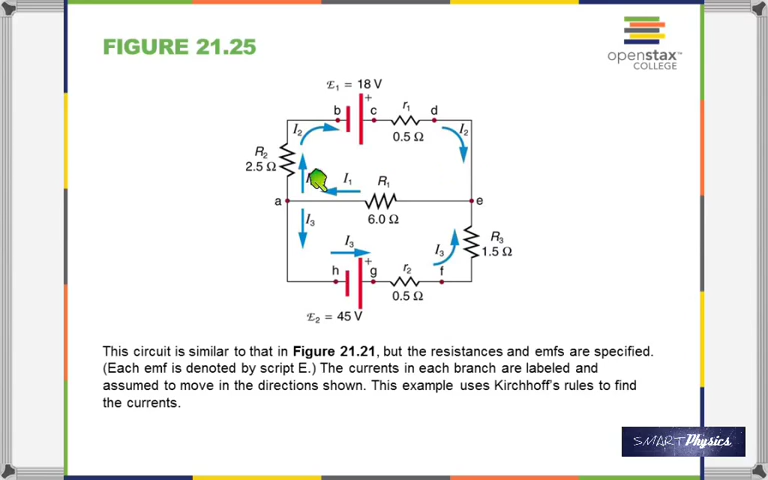 FIGURE 21.25
openstax™
COLLEGE
ℰ₁ = 18 V
+
b c r₁ d
I₂ I₂
0.5 Ω
R₂
2.5 Ω
I₁ R₁
a e
6.0 Ω
I₃
R₃
1.5 Ω
I₃ I₃
+
h g r₂ f
0.5 Ω
ℰ₂ = 45 V
This circuit is similar to that in Figure 21.21, but the resistances and emfs are specified.
(Each emf is denoted by script E.) The currents in each branch are labeled and
assumed to move in the directions shown. This example uses Kirchhoff's rules to find
the currents.
SMARTPhysics